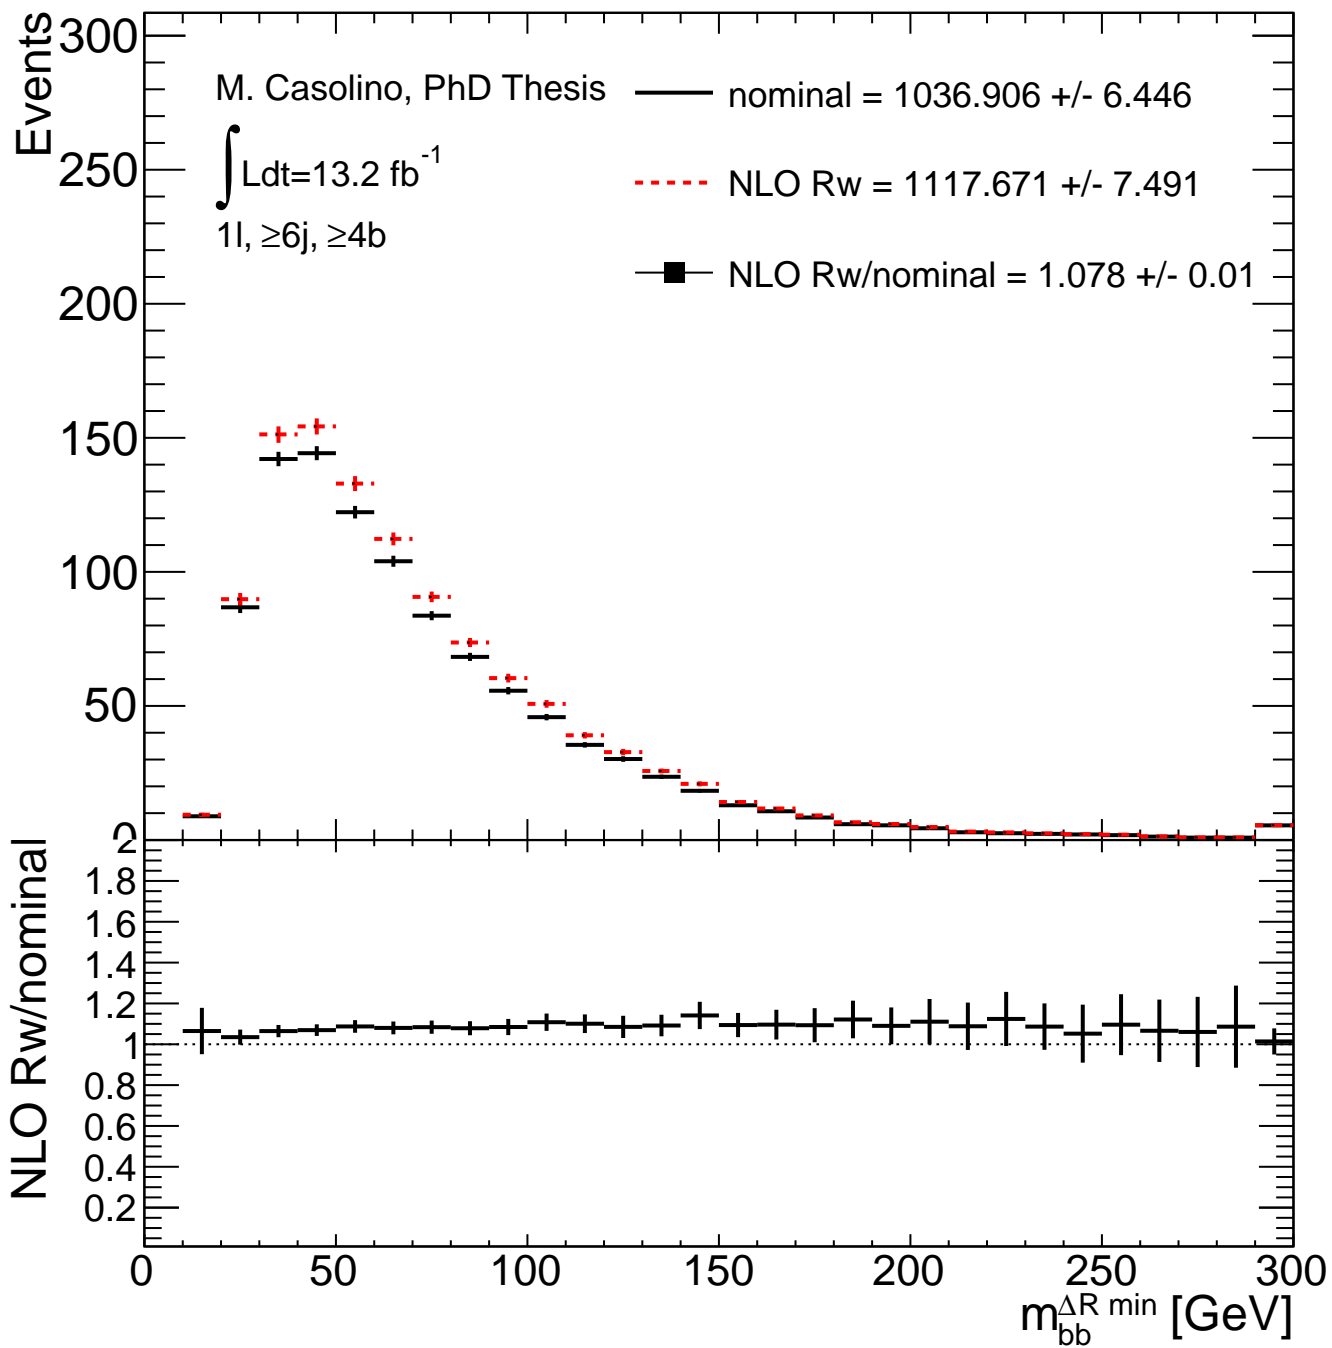 Events
300
250
200
150
100
50
0
M. Casolino, PhD Thesis
∫Ldt=13.2 fb⁻¹
1l, ≥6j, ≥4b
nominal = 1036.906 +/- 6.446
NLO Rw = 1117.671 +/- 7.491
NLO Rw/nominal = 1.078 +/- 0.01
NLO Rw/nominal
2
1.8
1.6
1.4
1.2
1
0.8
0.6
0.4
0.2
0 50 100 150 200 250 300
m_bb^ΔR min [GeV]